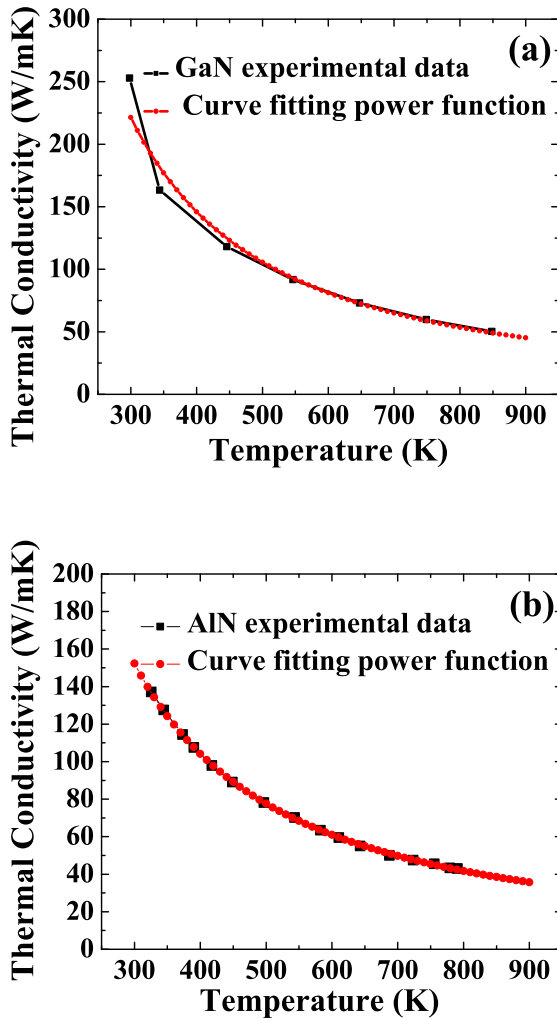 300
250
200
150
100
50
0
Thermal Conductivity (W/mK)
(a)
GaN experimental data
Curve fitting power function
300 400 500 600 700 800 900
Temperature (K)
200
180
160
140
120
100
80
60
40
20
0
Thermal Conductivity (W/mK)
(b)
AlN experimental data
Curve fitting power function
300 400 500 600 700 800 900
Temperature (K)